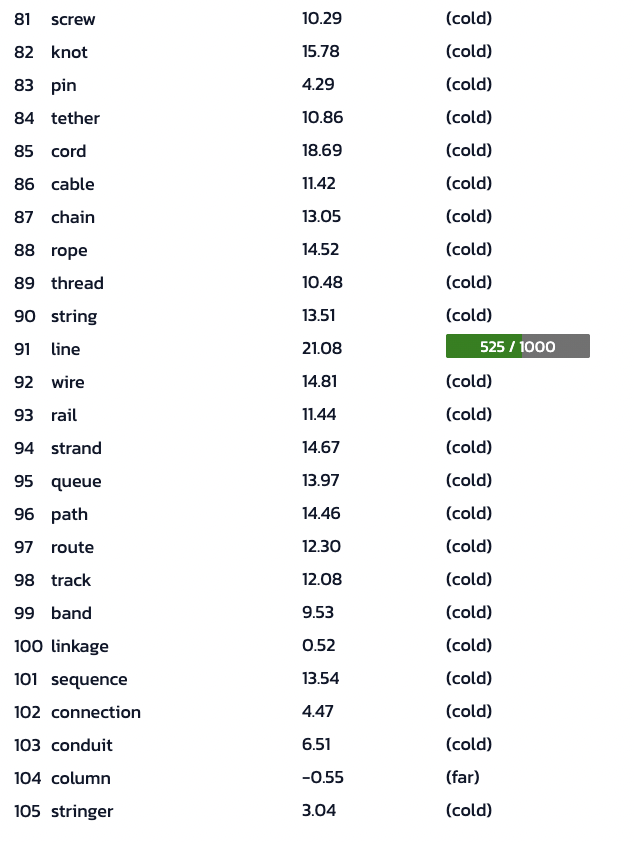 81 screw 10.29 (cold)
82 knot 15.78 (cold)
83 pin 4.29 (cold)
84 tether 10.86 (cold)
85 cord 18.69 (cold)
86 cable 11.42 (cold)
87 chain 13.05 (cold)
88 rope 14.52 (cold)
89 thread 10.48 (cold)
90 string 13.51 (cold)
91 line 21.08 525 / 1000
92 wire 14.81 (cold)
93 rail 11.44 (cold)
94 strand 14.67 (cold)
95 queue 13.97 (cold)
96 path 14.46 (cold)
97 route 12.30 (cold)
98 track 12.08 (cold)
99 band 9.53 (cold)
100 linkage 0.52 (cold)
101 sequence 13.54 (cold)
102 connection 4.47 (cold)
103 conduit 6.51 (cold)
104 column -0.55 (far)
105 stringer 3.04 (cold)